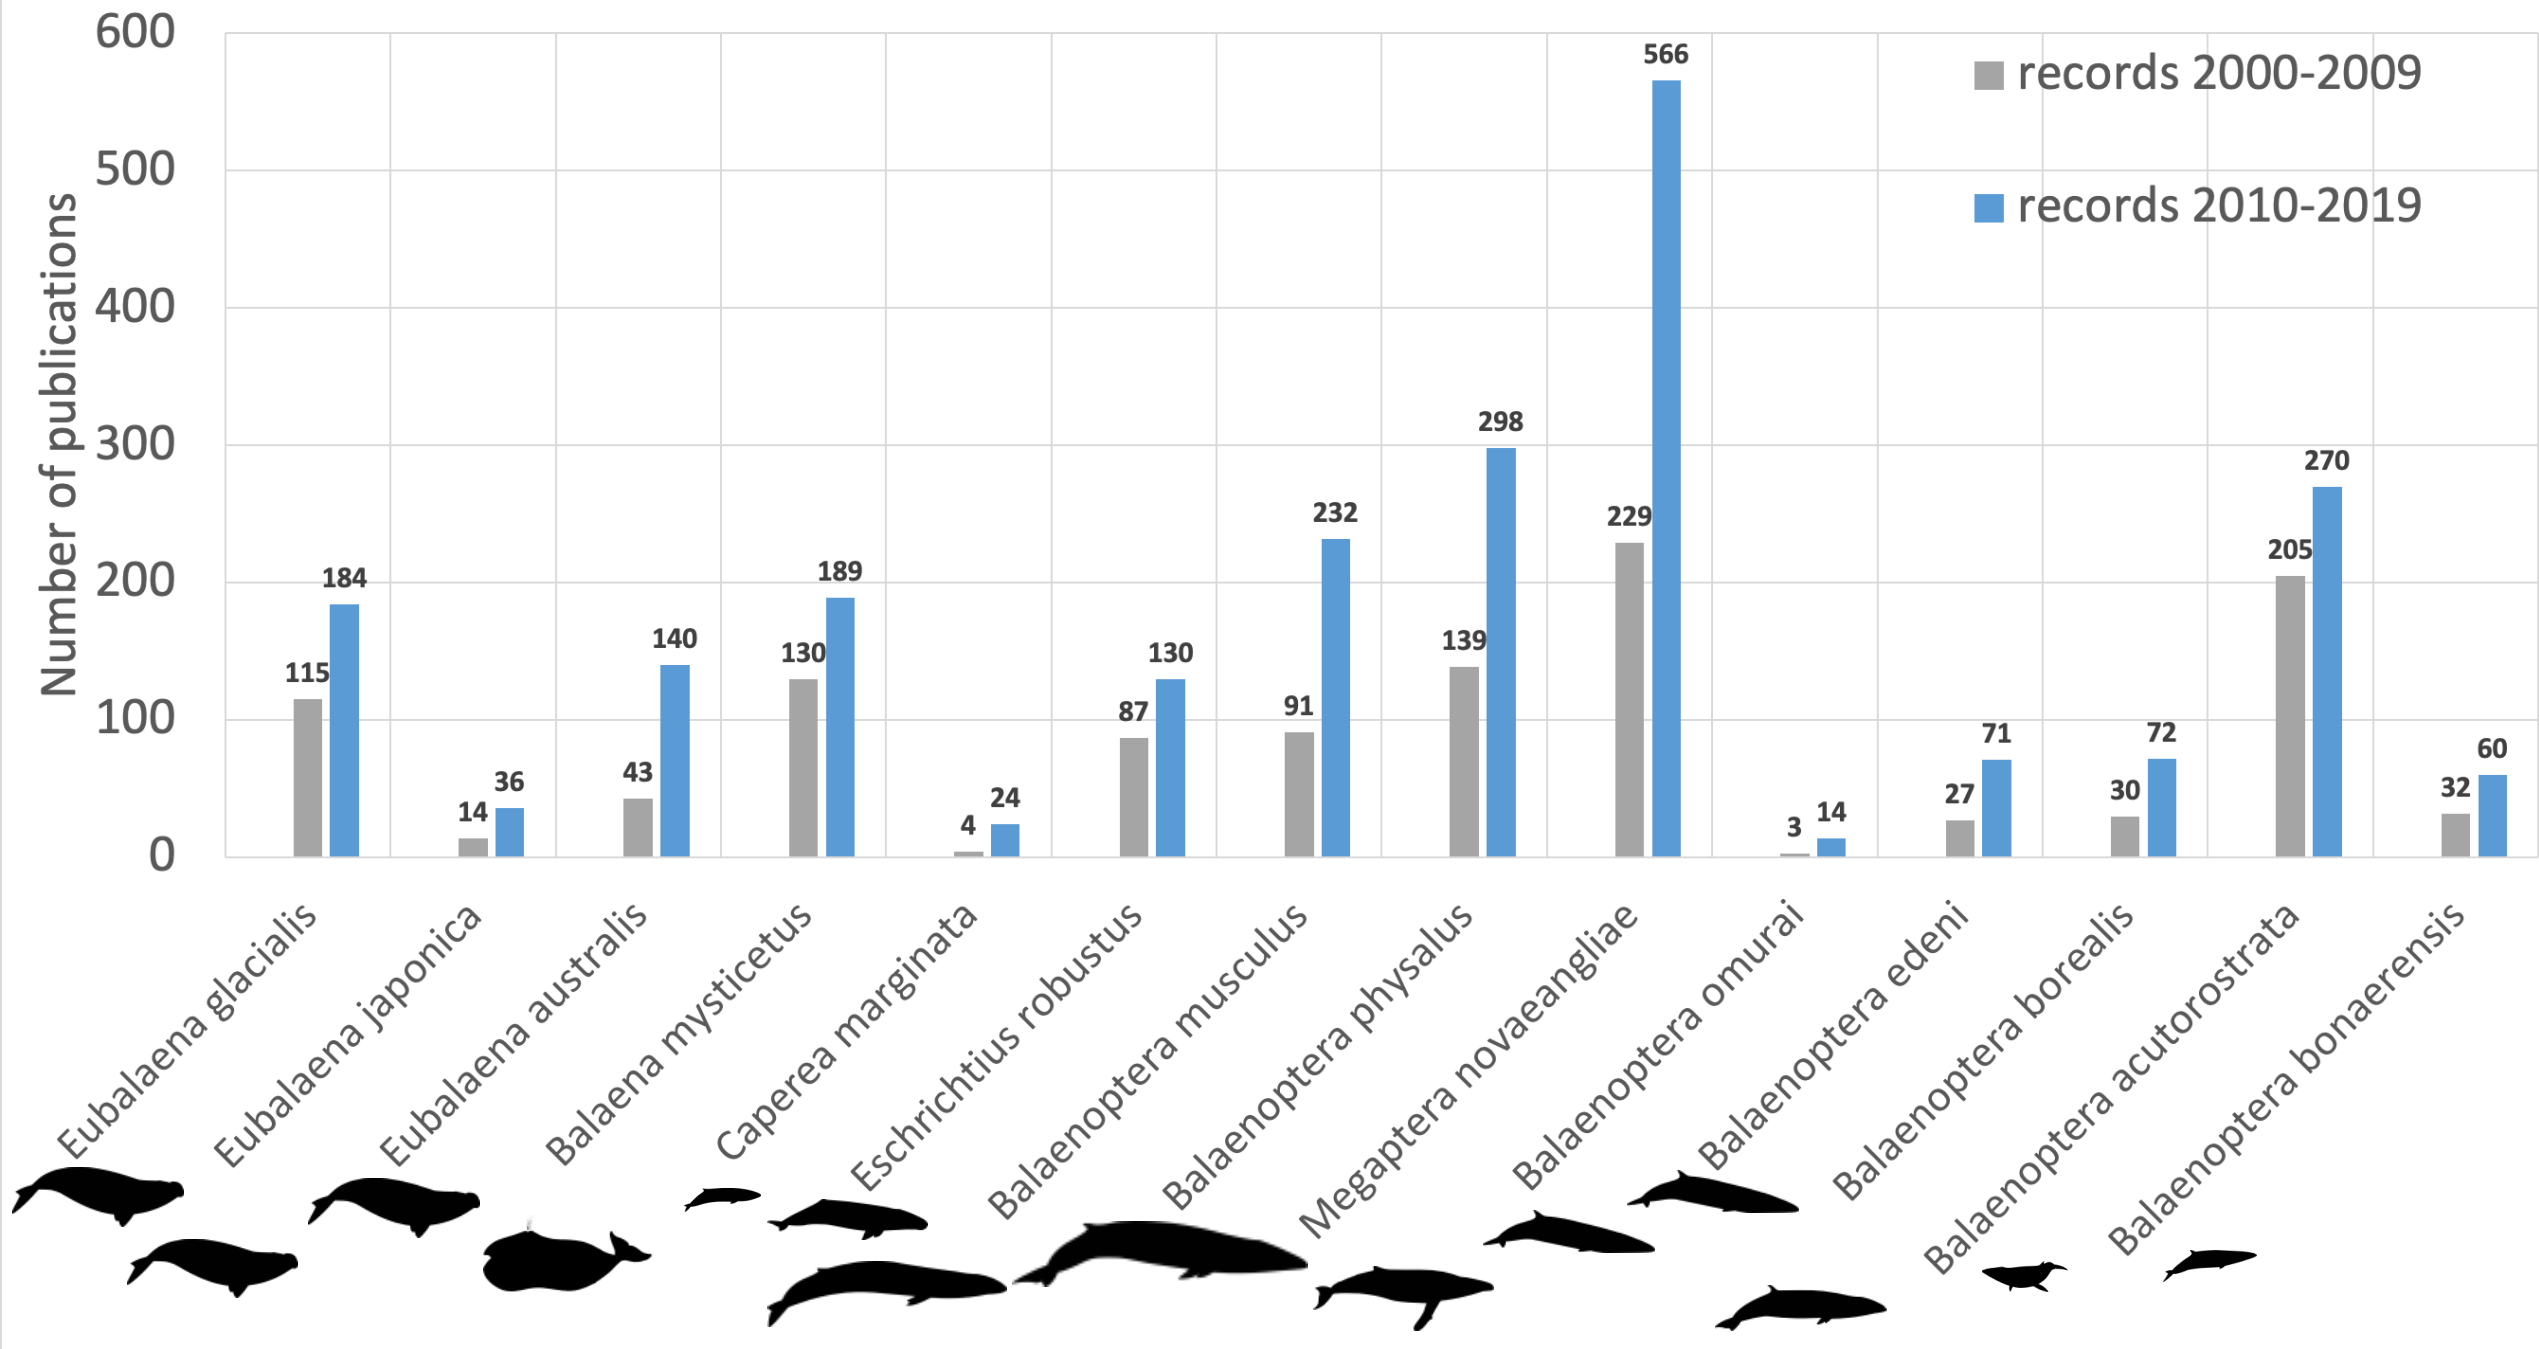 600
500
400
300
200
100
0
Number of publications
records 2000-2009
records 2010-2019
115 184
14 36
43 140
130 189
4 24
87 130
91 232
139 298
229 566
3 14
27 71
30 72
205 270
32 60
Eubalaena glacialis
Eubalaena japonica
Eubalaena australis
Balaena mysticetus
Caperea marginata
Eschrichtius robustus
Balaenoptera musculus
Balaenoptera physalus
Megaptera novaeangliae
Balaenoptera omurai
Balaenoptera edeni
Balaenoptera borealis
Balaenoptera acutorostrata
Balaenoptera bonaerensis